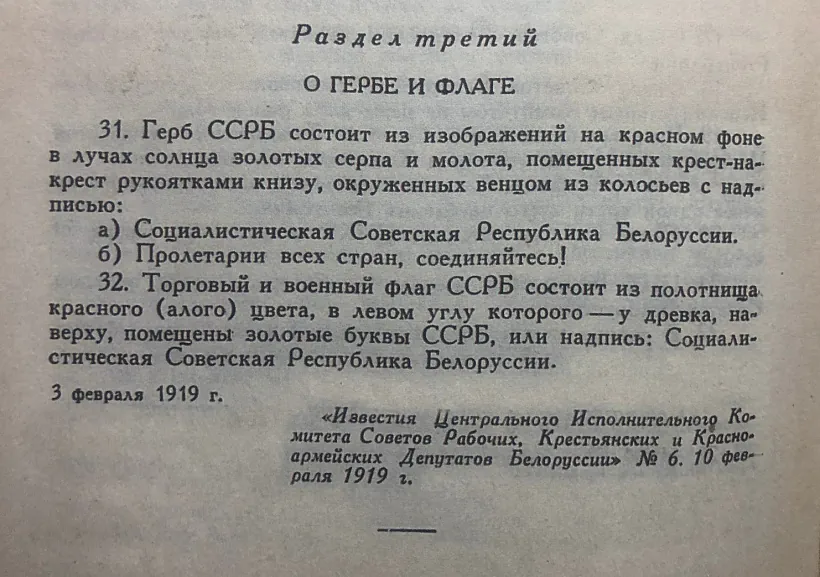 Раздел третий
О ГЕРБЕ И ФЛАГЕ
31. Герб ССРБ состоит из изображений на красном фоне
в лучах солнца золотых серпа и молота, помещенных крест-на-
крест рукоятками книзу, окруженных венцом из колосьев с над-
писью:
а) Социалистическая Советская Республика Белоруссии.
б) Пролетарии всех стран, соединяйтесь!
32. Торговый и военный флаг ССРБ состоит из полотнища
красного (алого) цвета, в левом углу которого — у древка, на-
верху, помещены золотые буквы ССРБ, или надпись: Социали-
стическая Советская Республика Белоруссии.
3 февраля 1919 г.
«Известия Центрального Исполнительного Ко-
митета Советов Рабочих, Крестьянских и Красно-
армейских Депутатов Белоруссии» № 6. 10 фев-
раля 1919 г.